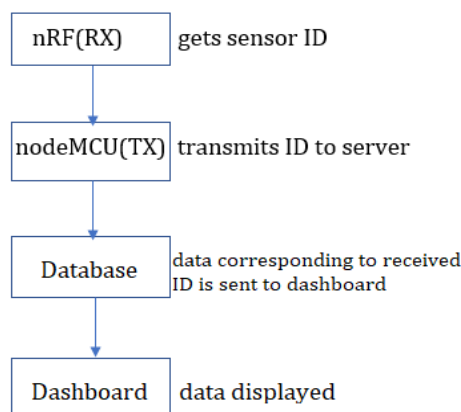 nRF(RX) gets sensor ID
nodeMCU(TX) transmits ID to server
Database data corresponding to received
ID is sent to dashboard
Dashboard data displayed